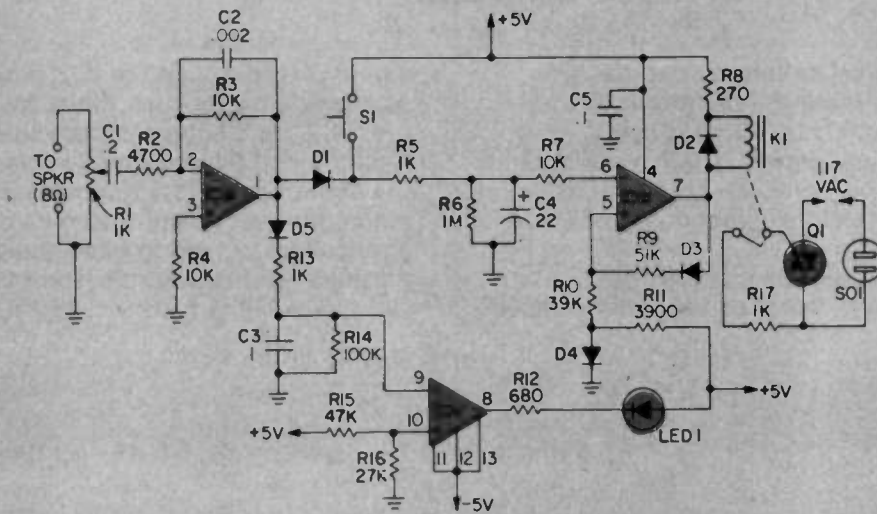 +5V
C2
.002
R3
10K
R8
270
C1
.2
R2
4700
S1
C5
.1
D2
K1
TO
SPKR
(8Ω)
2
1
D1
R5
1K
R7
10K
6
4
7
117
VAC
3
R1
1K
D5
R6
1M
+
C4
22
5
Q1
R4
10K
R13
1K
R9
51K
D3
R10
39K
R11
3900
R17
1K
SO1
C3
1
R14
100K
D4
9
8
R12
680
+5V
R15
47K
+5V
10
LED1
R16
27K
11
12
13
-5V